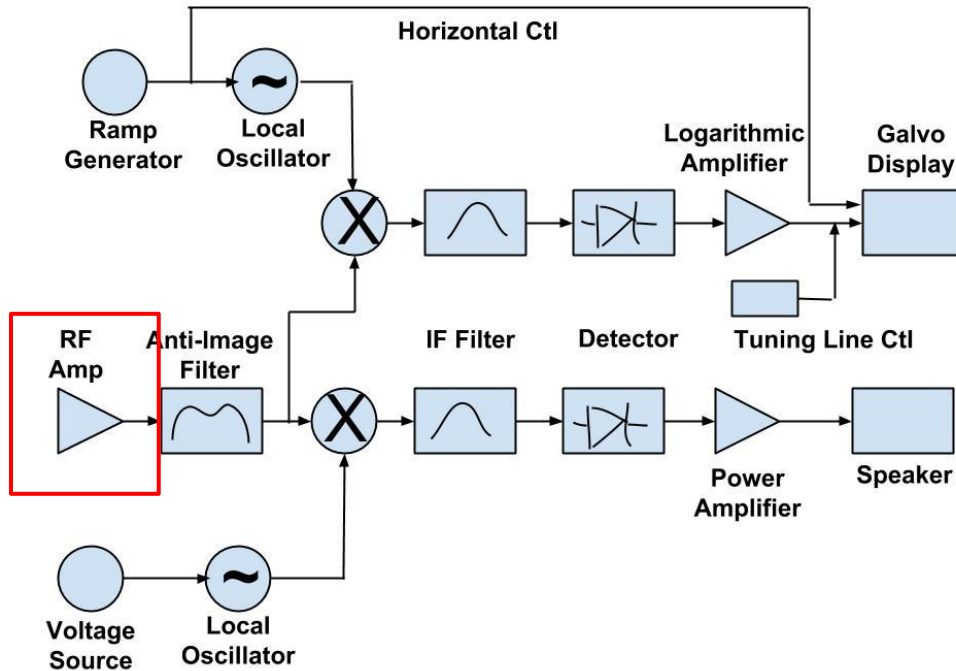 Horizontal Ctl
Ramp
Generator
Local
Oscillator
Logarithmic
Amplifier
Galvo
Display
X
RF
Amp
Anti-Image
Filter
IF Filter
Detector
Tuning Line Ctl
X
Power
Amplifier
Speaker
Voltage
Source
Local
Oscillator